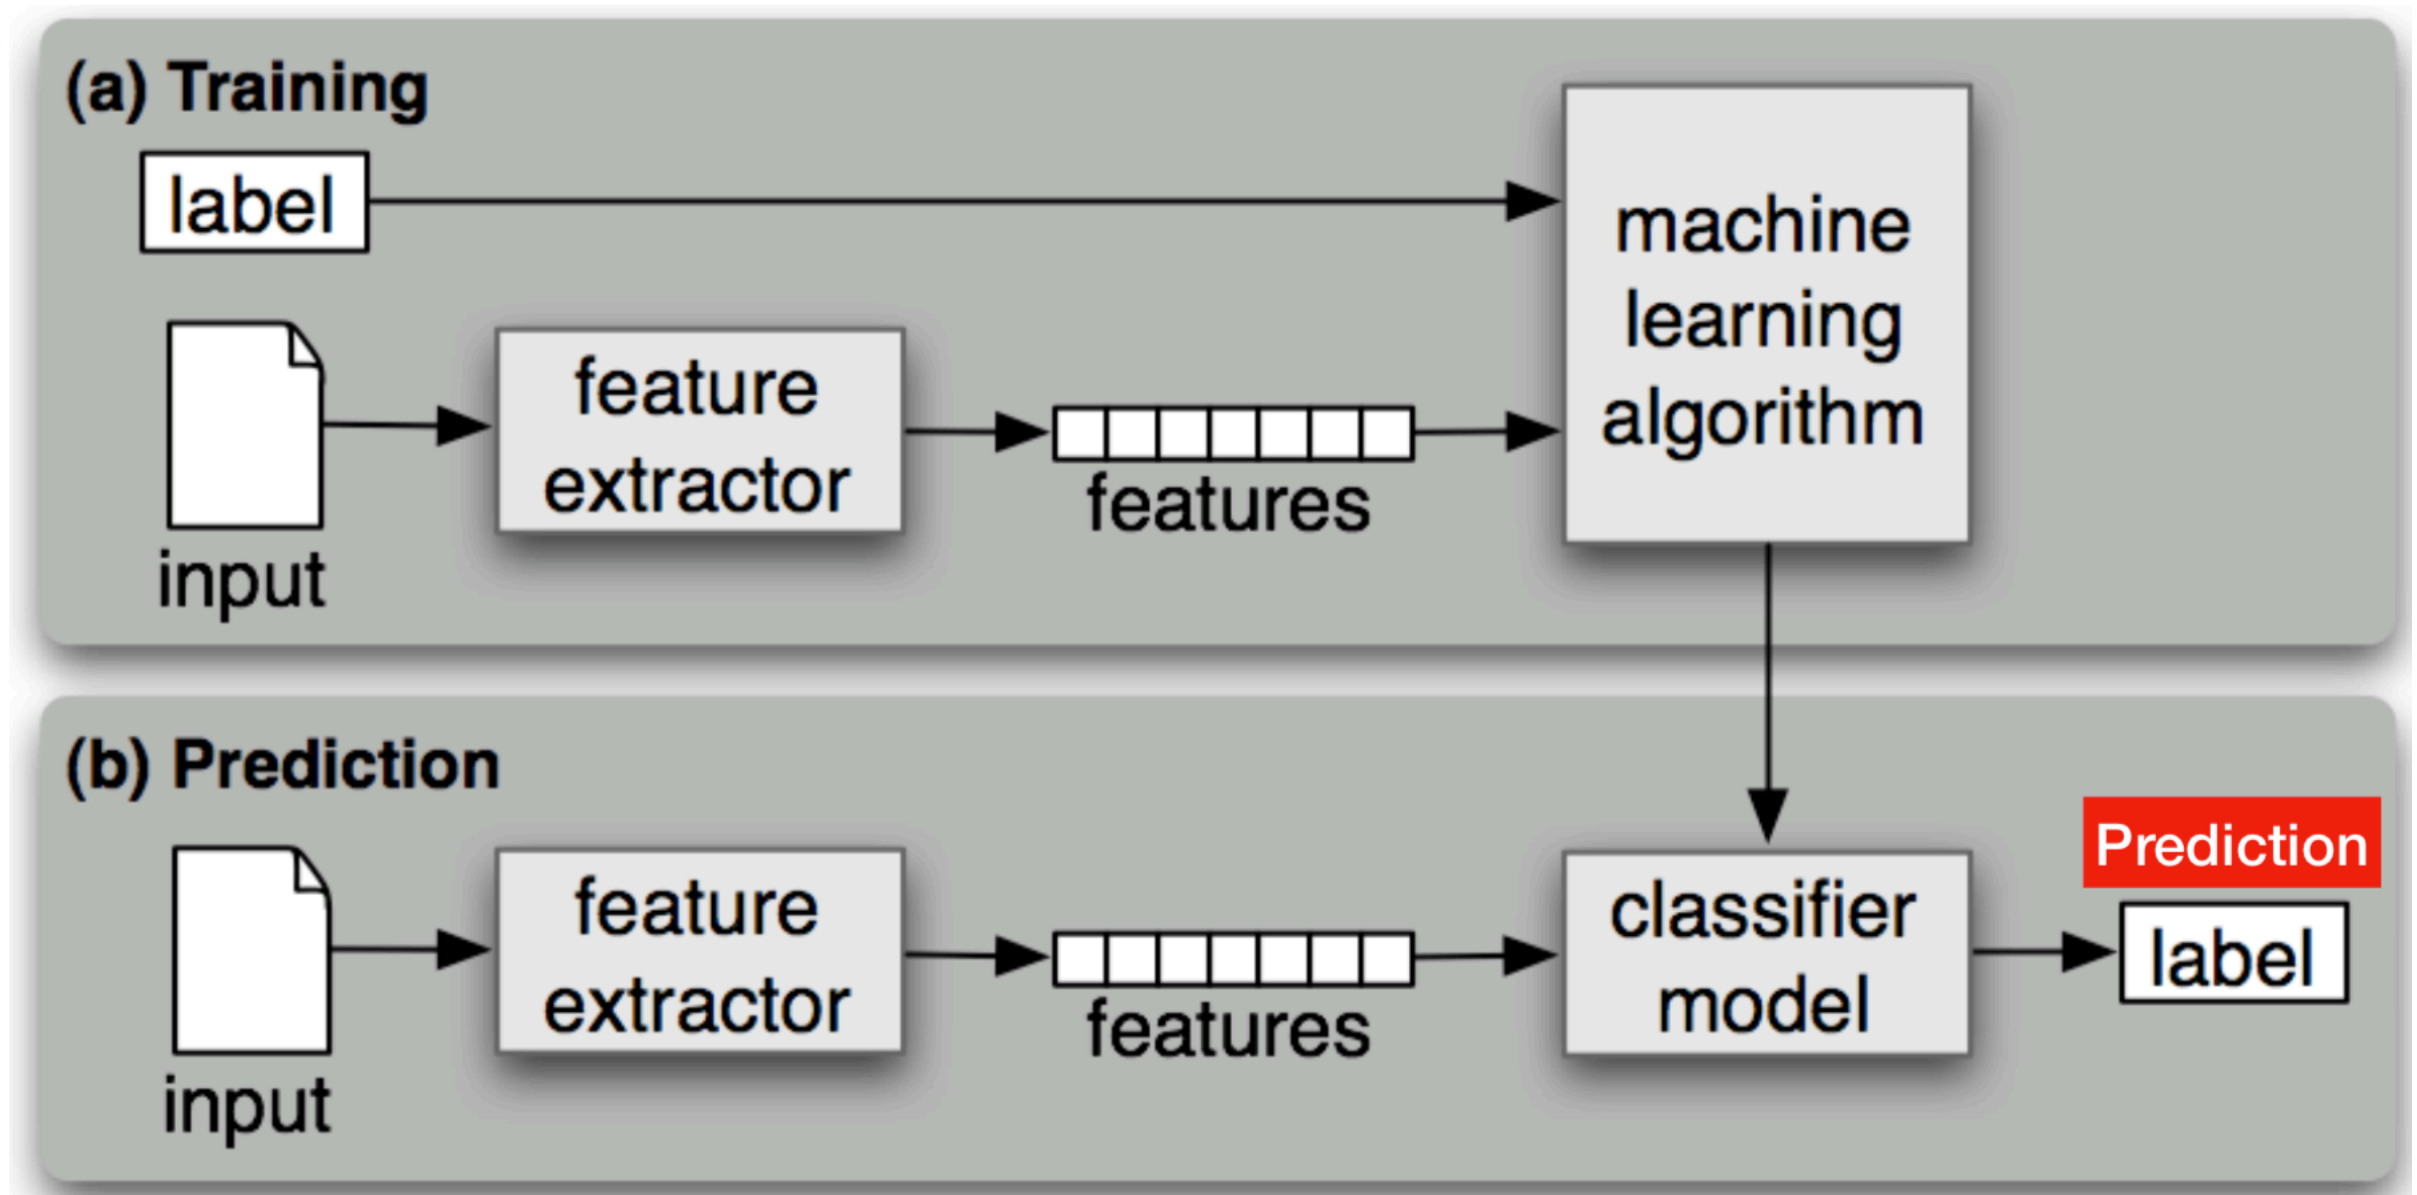 (a) Training
label
machine
learning
algorithm
feature
extractor
features
input
(b) Prediction
Prediction
feature
extractor
features
classifier
model
label
input